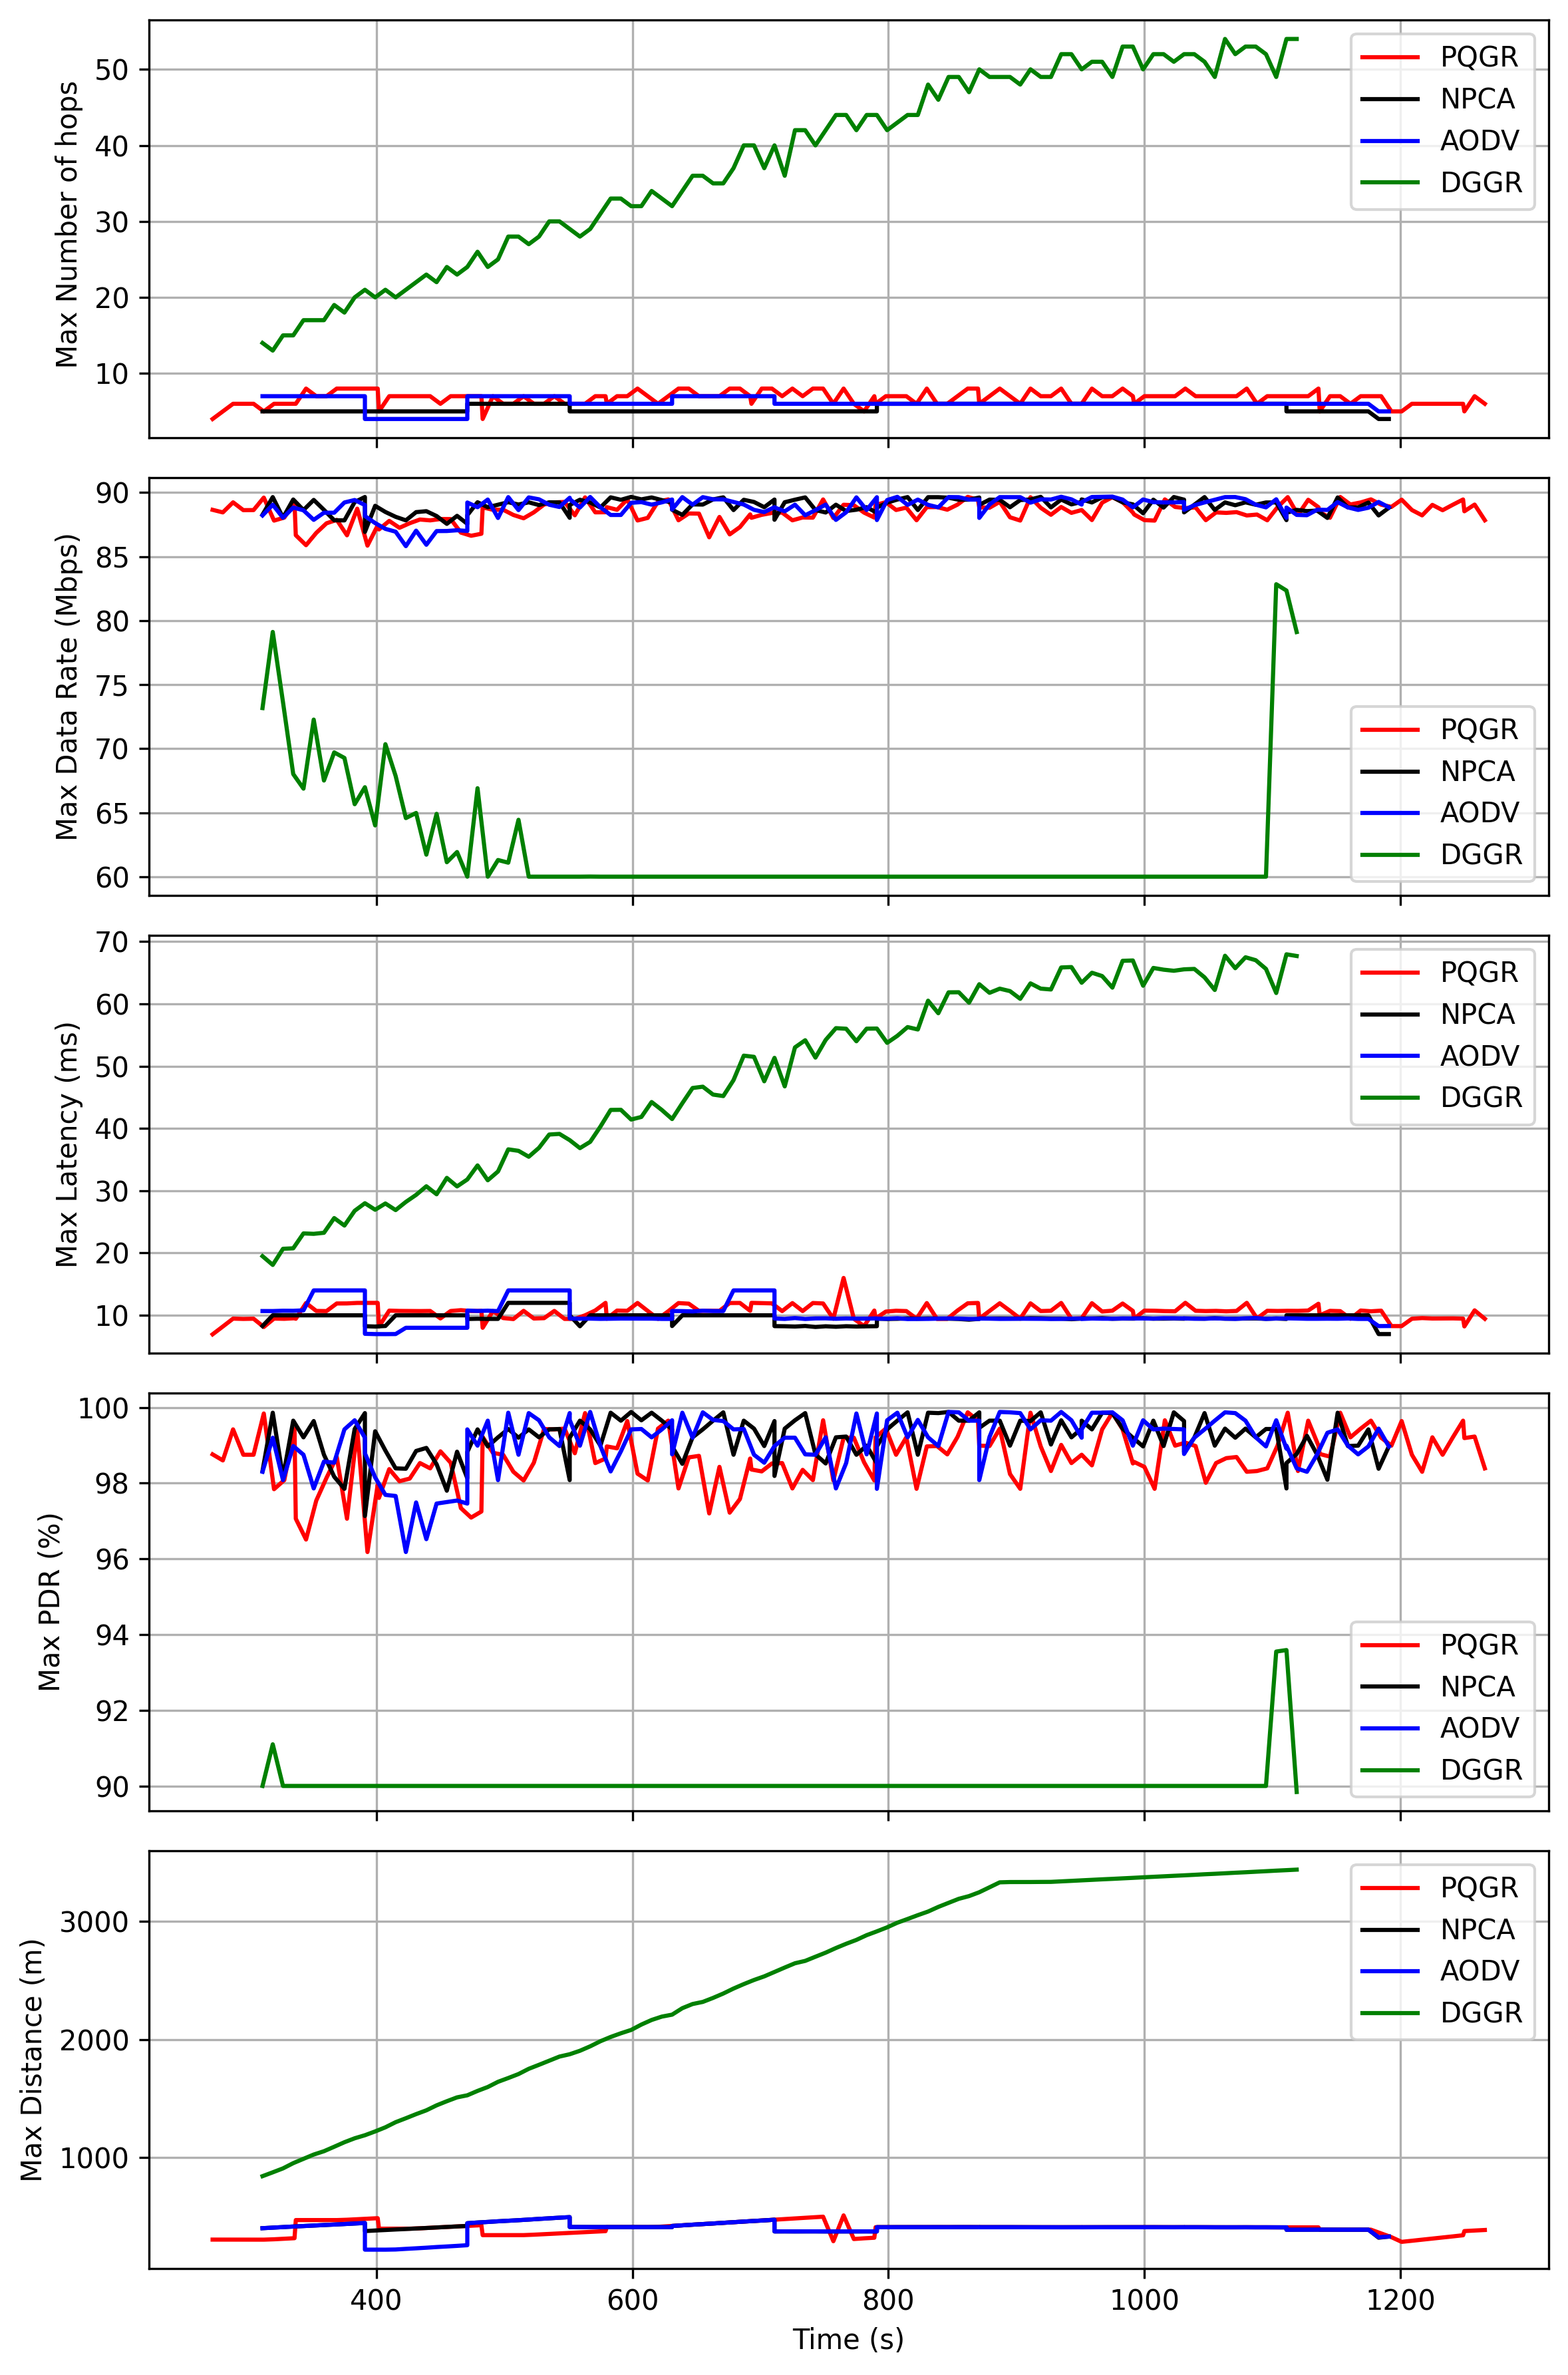 Max Number of hops
50
40
30
20
10
PQGR
NPCA
AODV
DGGR
Max Data Rate (Mbps)
90
85
80
75
70
65
60
PQGR
NPCA
AODV
DGGR
Max Latency (ms)
70
60
50
40
30
20
10
PQGR
NPCA
AODV
DGGR
Max PDR (%)
100
98
96
94
92
90
PQGR
NPCA
AODV
DGGR
Max Distance (m)
3000
2000
1000
PQGR
NPCA
AODV
DGGR
400 600 800 1000 1200
Time (s)